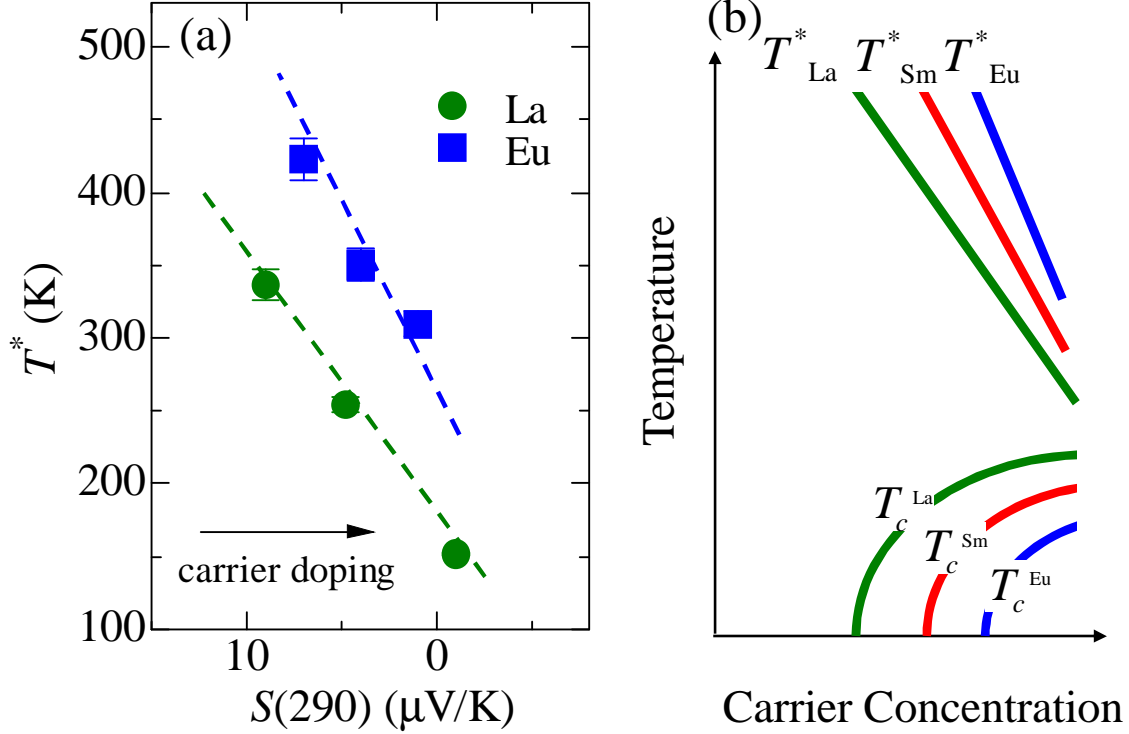 (a)
500
400
300
200
100
T* (K)
La
Eu
carrier doping
10 0
S(290) (μV/K)
(b)
T*La T*Sm T*Eu
Temperature
Tc La
Tc Sm
Tc Eu
Carrier Concentration